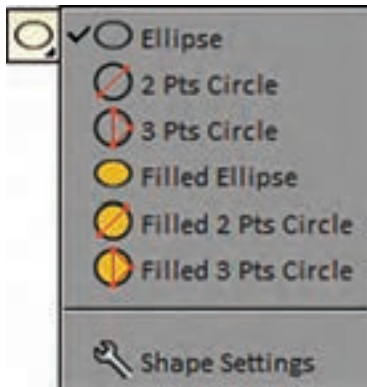 Ellipse
2 Pts Circle
3 Pts Circle
Filled Ellipse
Filled 2 Pts Circle
Filled 3 Pts Circle
Shape Settings